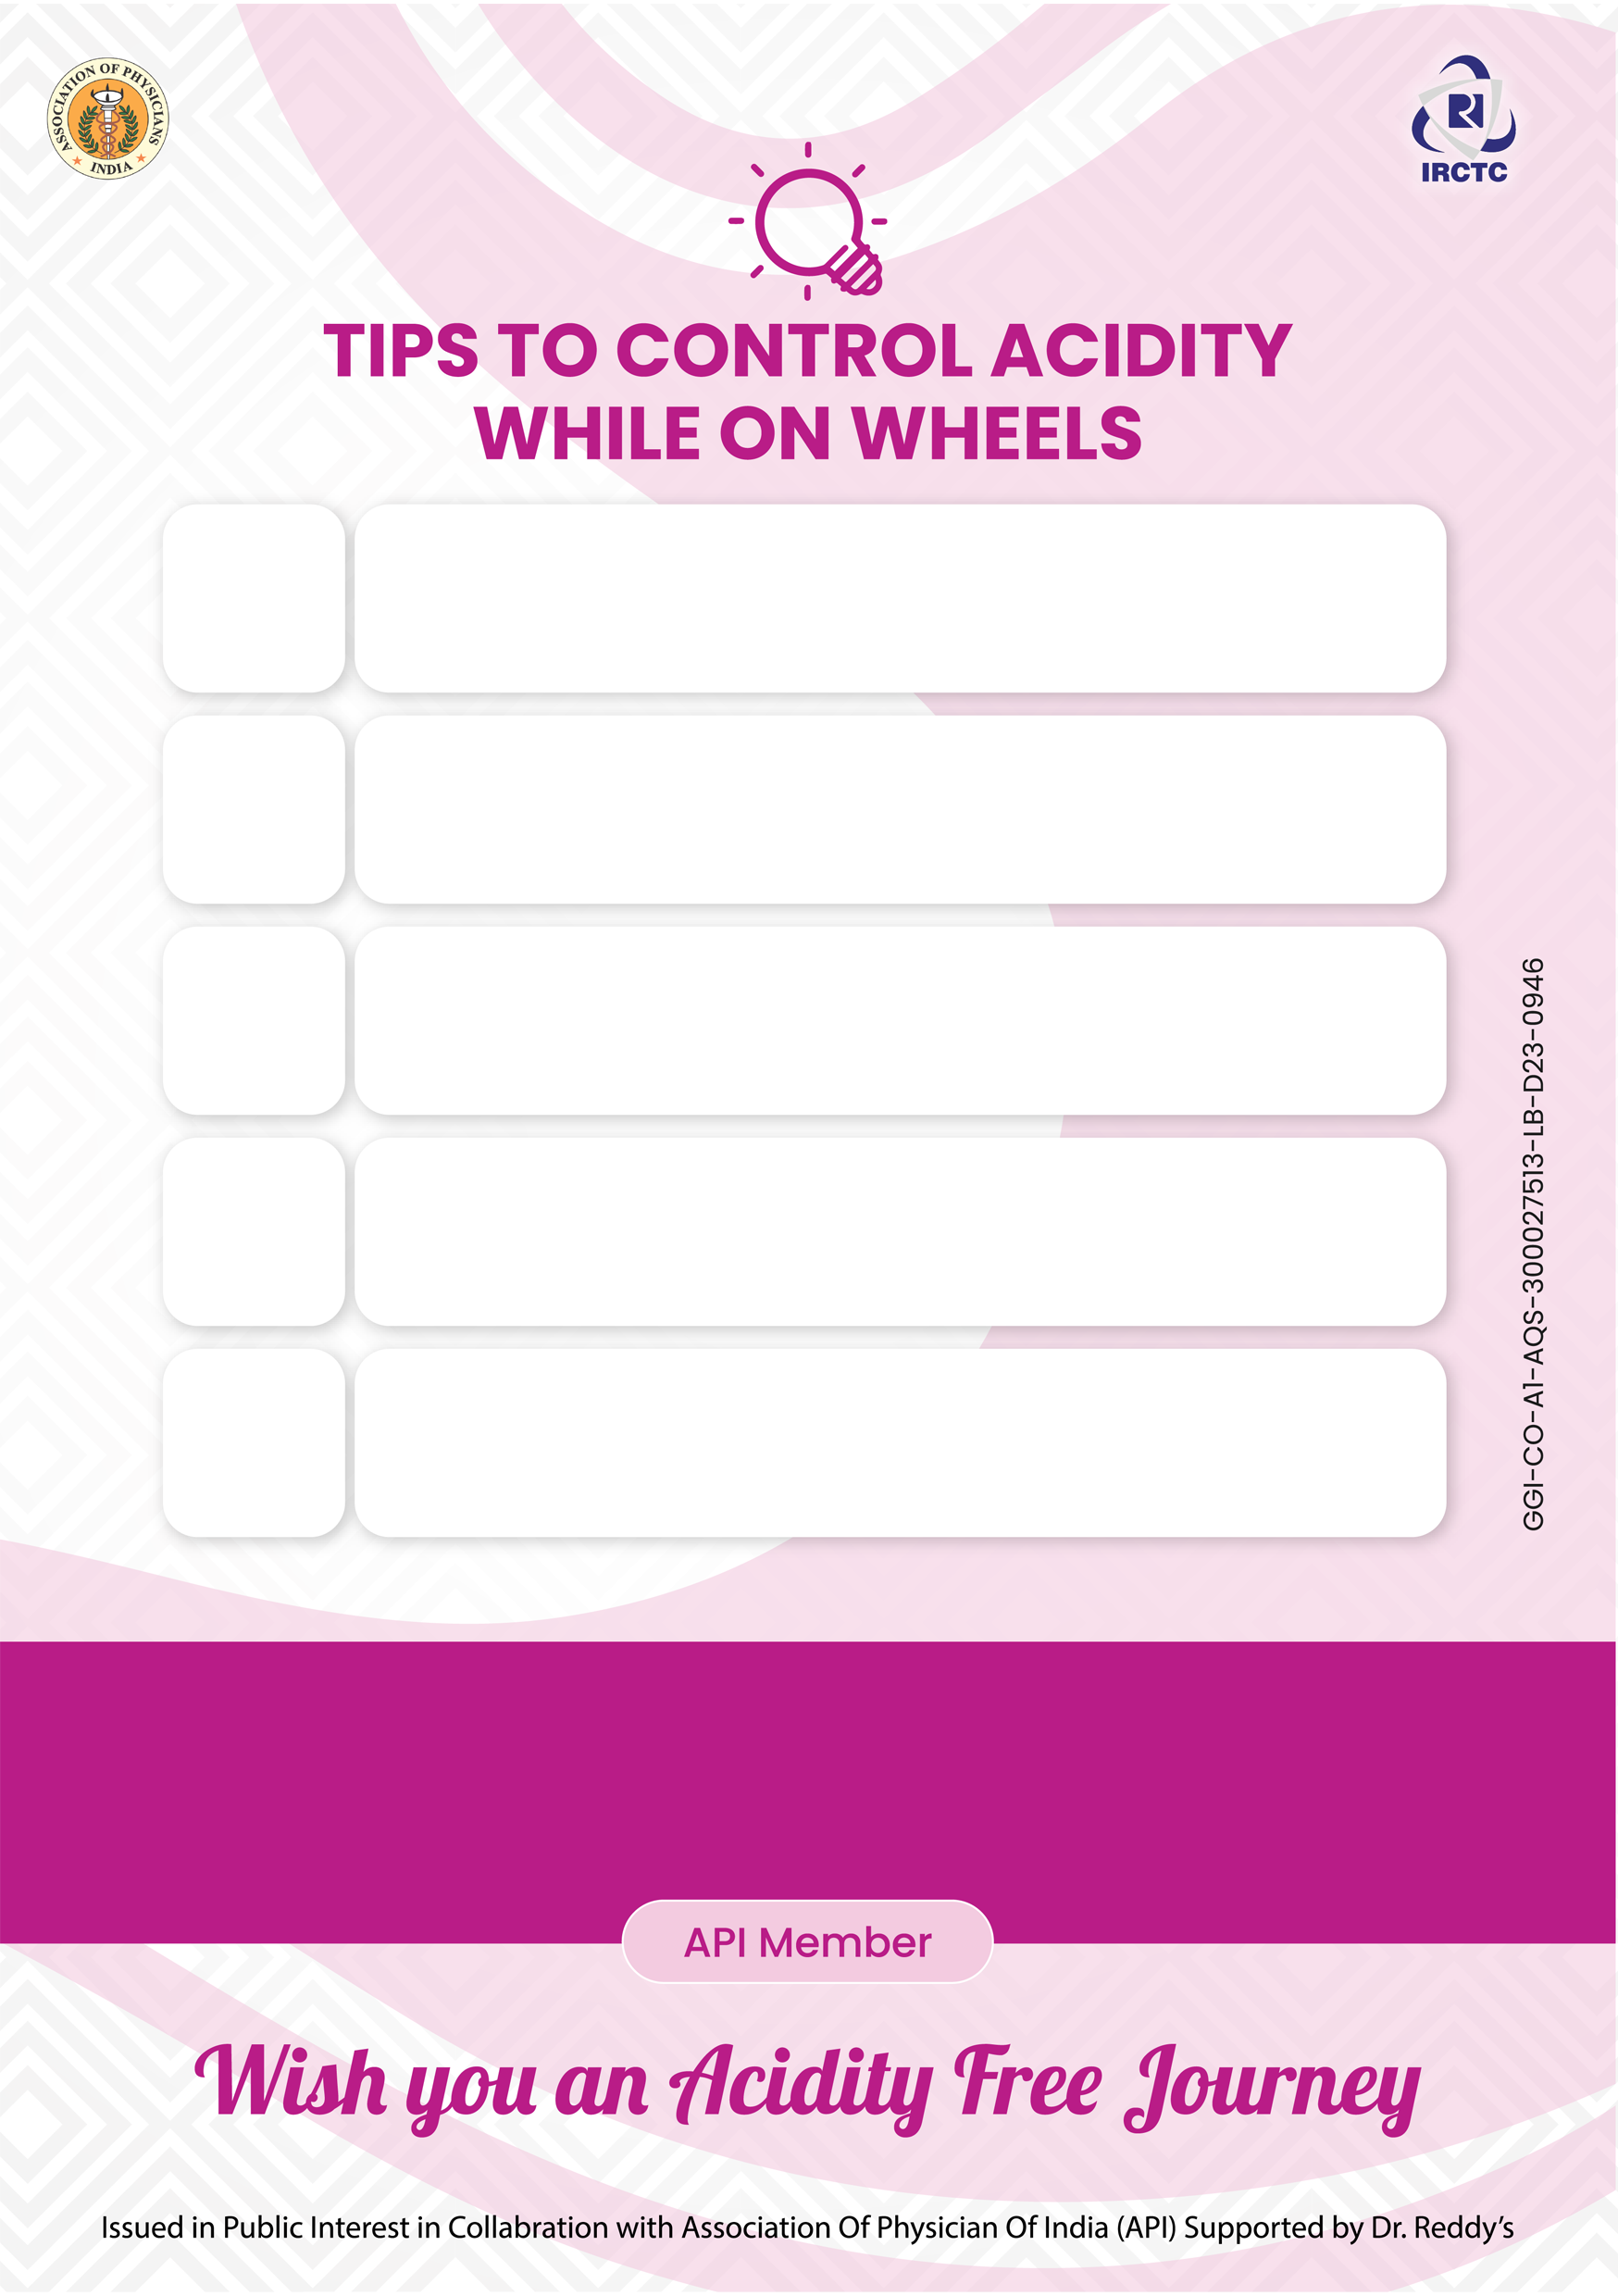 ASSOCIATION OF PHYSICIANS
INDIA
IRCTC
TIPS TO CONTROL ACIDITY
WHILE ON WHEELS
GGI-CO-A1-AQS-300027513-LB-D23-0946
API Member
Wish you an Acidity Free Journey
Issued in Public Interest in Collabration with Association Of Physician Of India (API) Supported by Dr. Reddy's